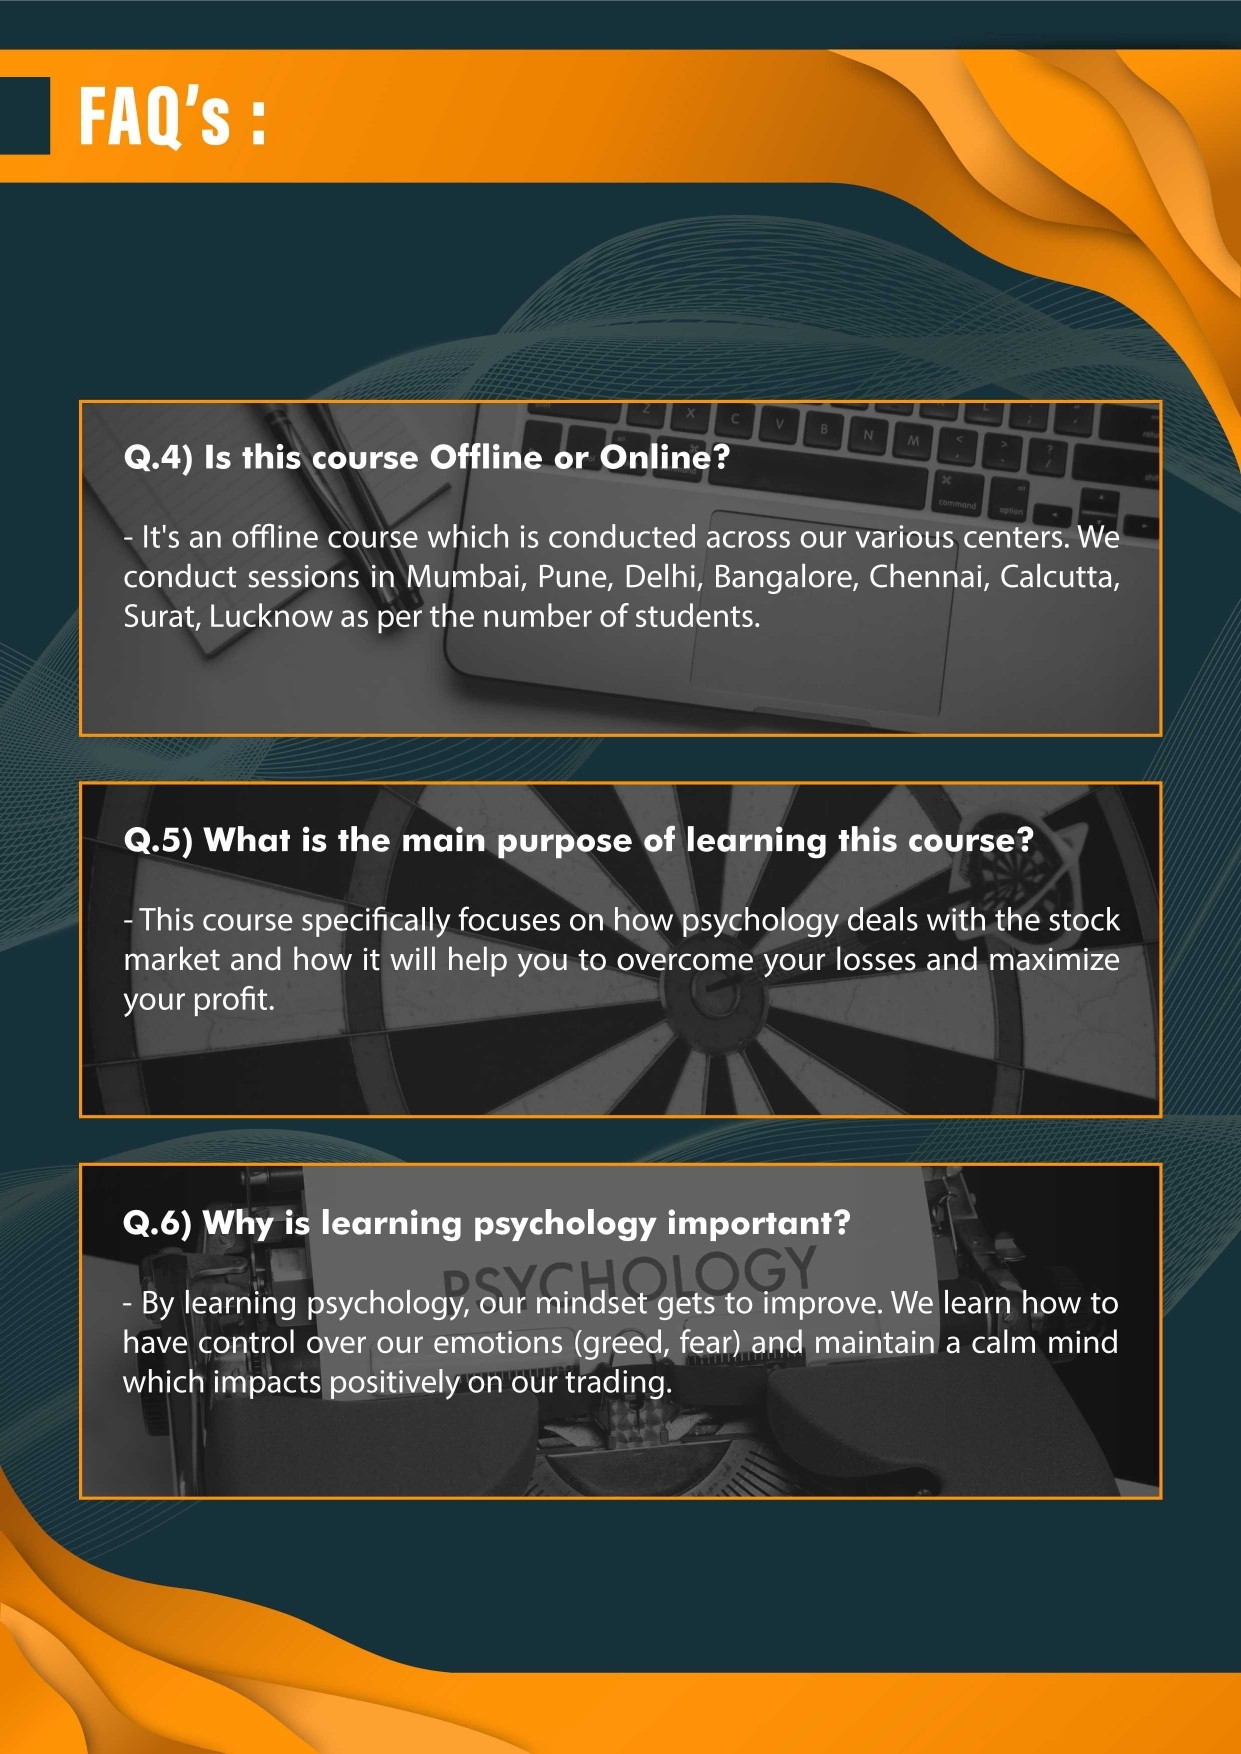 FAQ's :
Q.4) Is this course Offline or Online?
- It's an offline course which is conducted across our various centers. We
conduct sessions in Mumbai, Pune, Delhi, Bangalore, Chennai, Calcutta,
Surat, Lucknow as per the number of students.
Z X C V B N M < > ? /
command option
Q.5) What is the main purpose of learning this course?
- This course specifically focuses on how psychology deals with the stock
market and how it will help you to overcome your losses and maximize
your profit.
Q.6) Why is learning psychology important?
PSYCHOLOGY
- By learning psychology, our mindset gets to improve. We learn how to
have control over our emotions (greed, fear) and maintain a calm mind
which impacts positively on our trading.